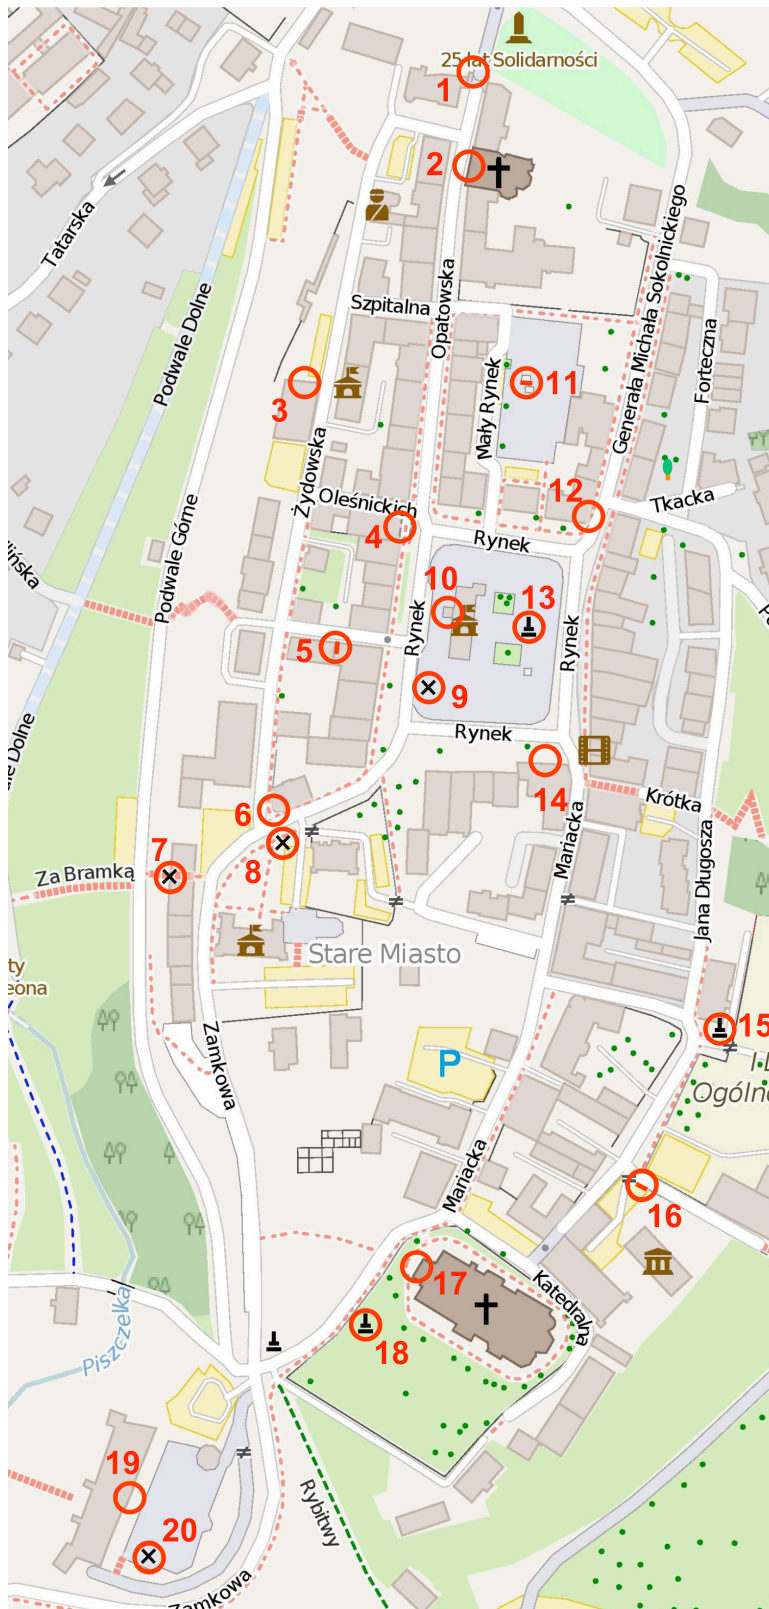 25 lat Solidarności
1
2
Tatarska
Podwale Dolne
Szpitalna
Opatowska
Generała Michała Sokolnickiego
Forteczna
Mały Rynek
3
11
Żydowska
Oleśnickich
12
Tkacka
4
Rynek
Podwale Górne
10
13
Rynek
Rynek
5
9
Rynek
14
6
Krótka
7
8
Mariacka
Za Bramką
Jana Długosza
Stare Miasto
15
Zamkowa
P
Mariacka
16
17
Katedralna
Piszczelka
18
19
Rybitwy
20
Zamkowa